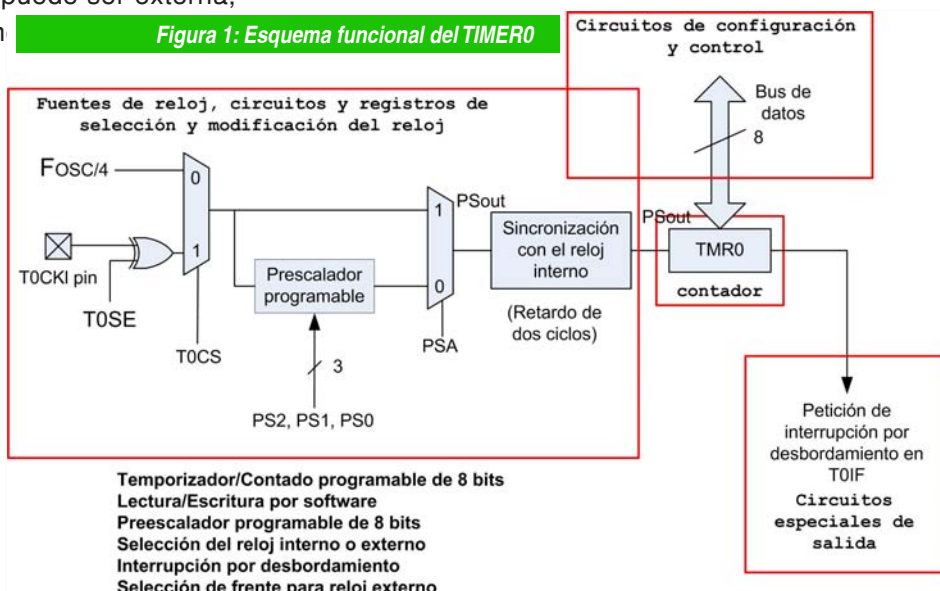 puede ser externa,
Figura 1: Esquema funcional del TIMER0
Circuitos de configuración
y control
Bus de
datos
8
Fuentes de reloj, circuitos y registros de
selección y modificación del reloj
FOSC/4
0
1
T0CKI pin
T0SE
T0CS
Prescalador
programable
3
PS2, PS1, PS0
1
0
PSA
PSout
Sincronización
con el reloj
interno
(Retardo de
dos ciclos)
PSout
TMR0
contador
Petición de
interrupción por
desbordamiento en
T0IF
Circuitos
especiales de
salida
Temporizador/Contado programable de 8 bits
Lectura/Escritura por software
Preescalador programable de 8 bits
Selección del reloj interno o externo
Interrupción por desbordamiento
Selección de frente para reloj externo